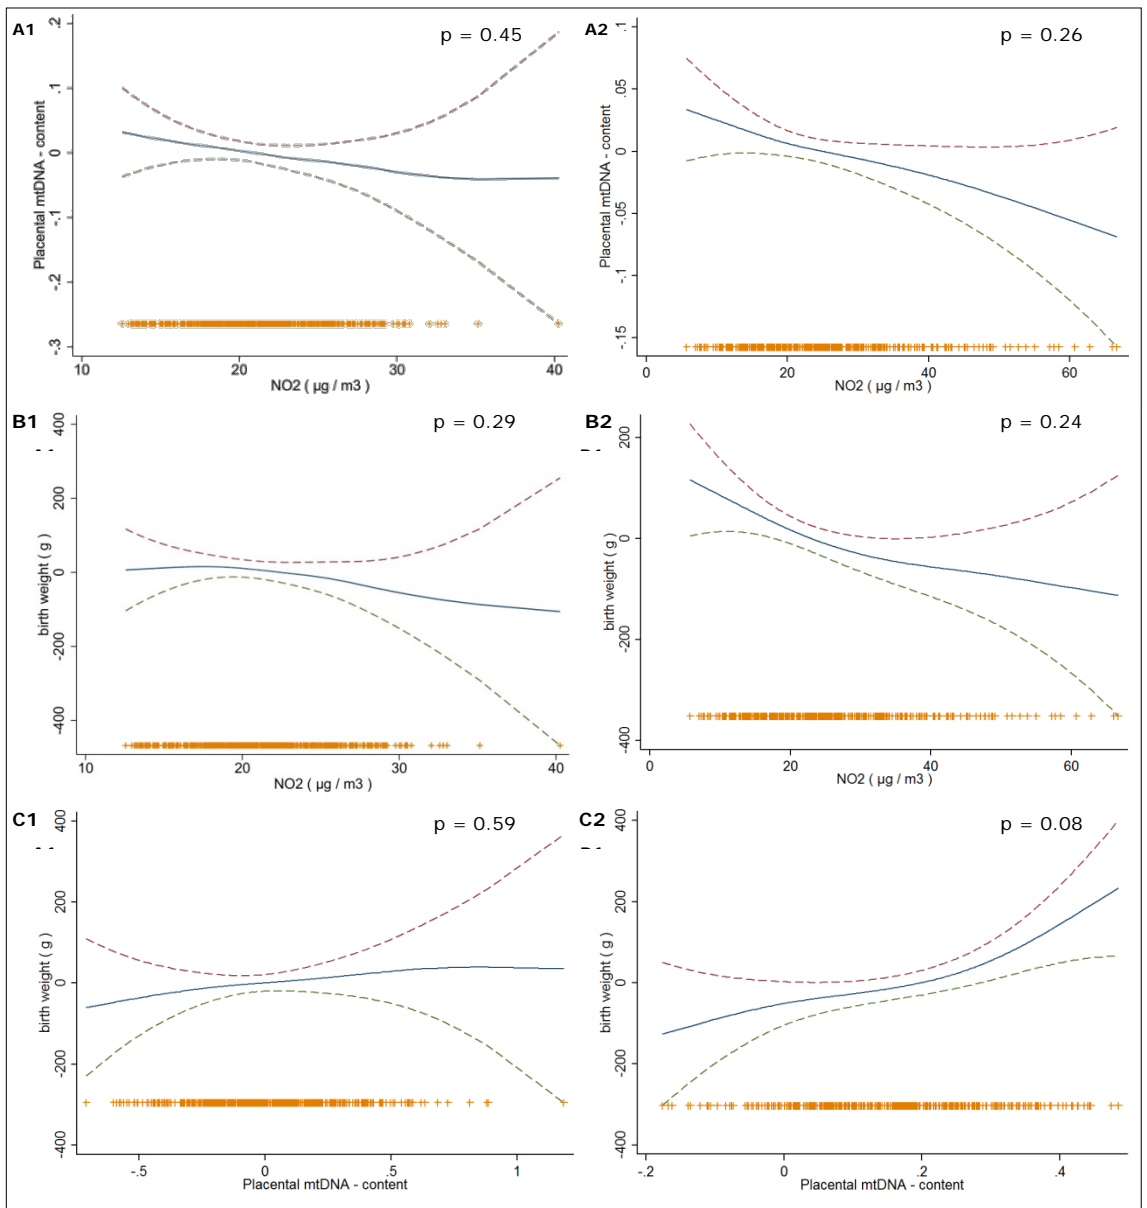 A1
p = 0.45
Placental mtDNA - content
.2
.1
0
-.1
-.2
-.3
10 20 30 40
NO2 ( µg / m3 )
A2
p = 0.26
Placental mtDNA - content
.1
.05
0
-.05
-.1
-.15
0 20 40 60
NO2 ( µg / m3 )
B1
p = 0.29
birth weight ( g )
400
200
0
-200
-400
10 20 30 40
NO2 ( µg / m3 )
B2
p = 0.24
birth weight ( g )
200
0
-200
-400
0 20 40 60
NO2 ( µg / m3 )
C1
p = 0.59
birth weight ( g )
400
200
0
-200
-400
-.5 0 .5 1
Placental mtDNA - content
C2
p = 0.08
birth weight ( g )
400
200
0
-200
-400
-.2 0 .2 .4
Placental mtDNA - content